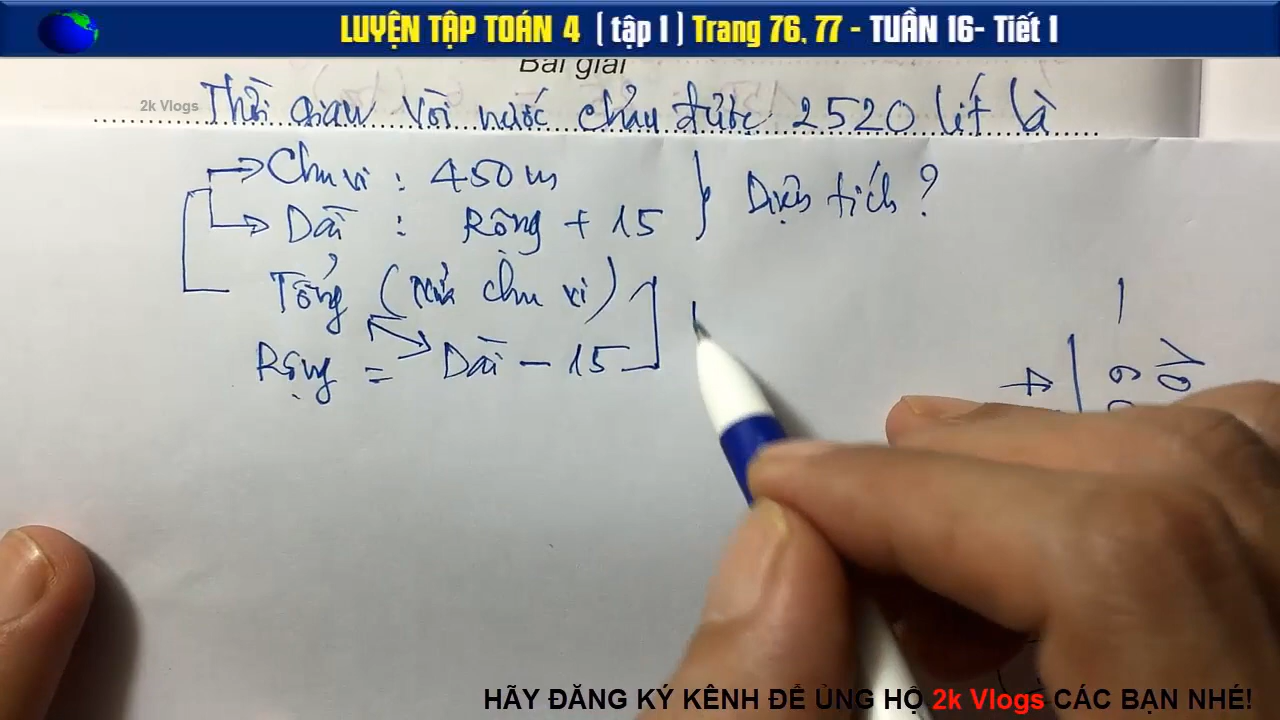 LUYỆN TẬP TOÁN 4 ( tập 1 ) Trang 76, 77 - TUẦN 16- Tiết 1
Bài giải
2k Vlogs
Thời gian vòi nước chảy được 2520 lít là
Chu vi : 450m
Dài : Rộng + 15
Diện tích ?
Tổng (nửa chu vi)
Rộng = Dài - 15
HÃY ĐĂNG KÝ KÊNH ĐỂ ỦNG HỘ 2k Vlogs CÁC BẠN NHÉ!